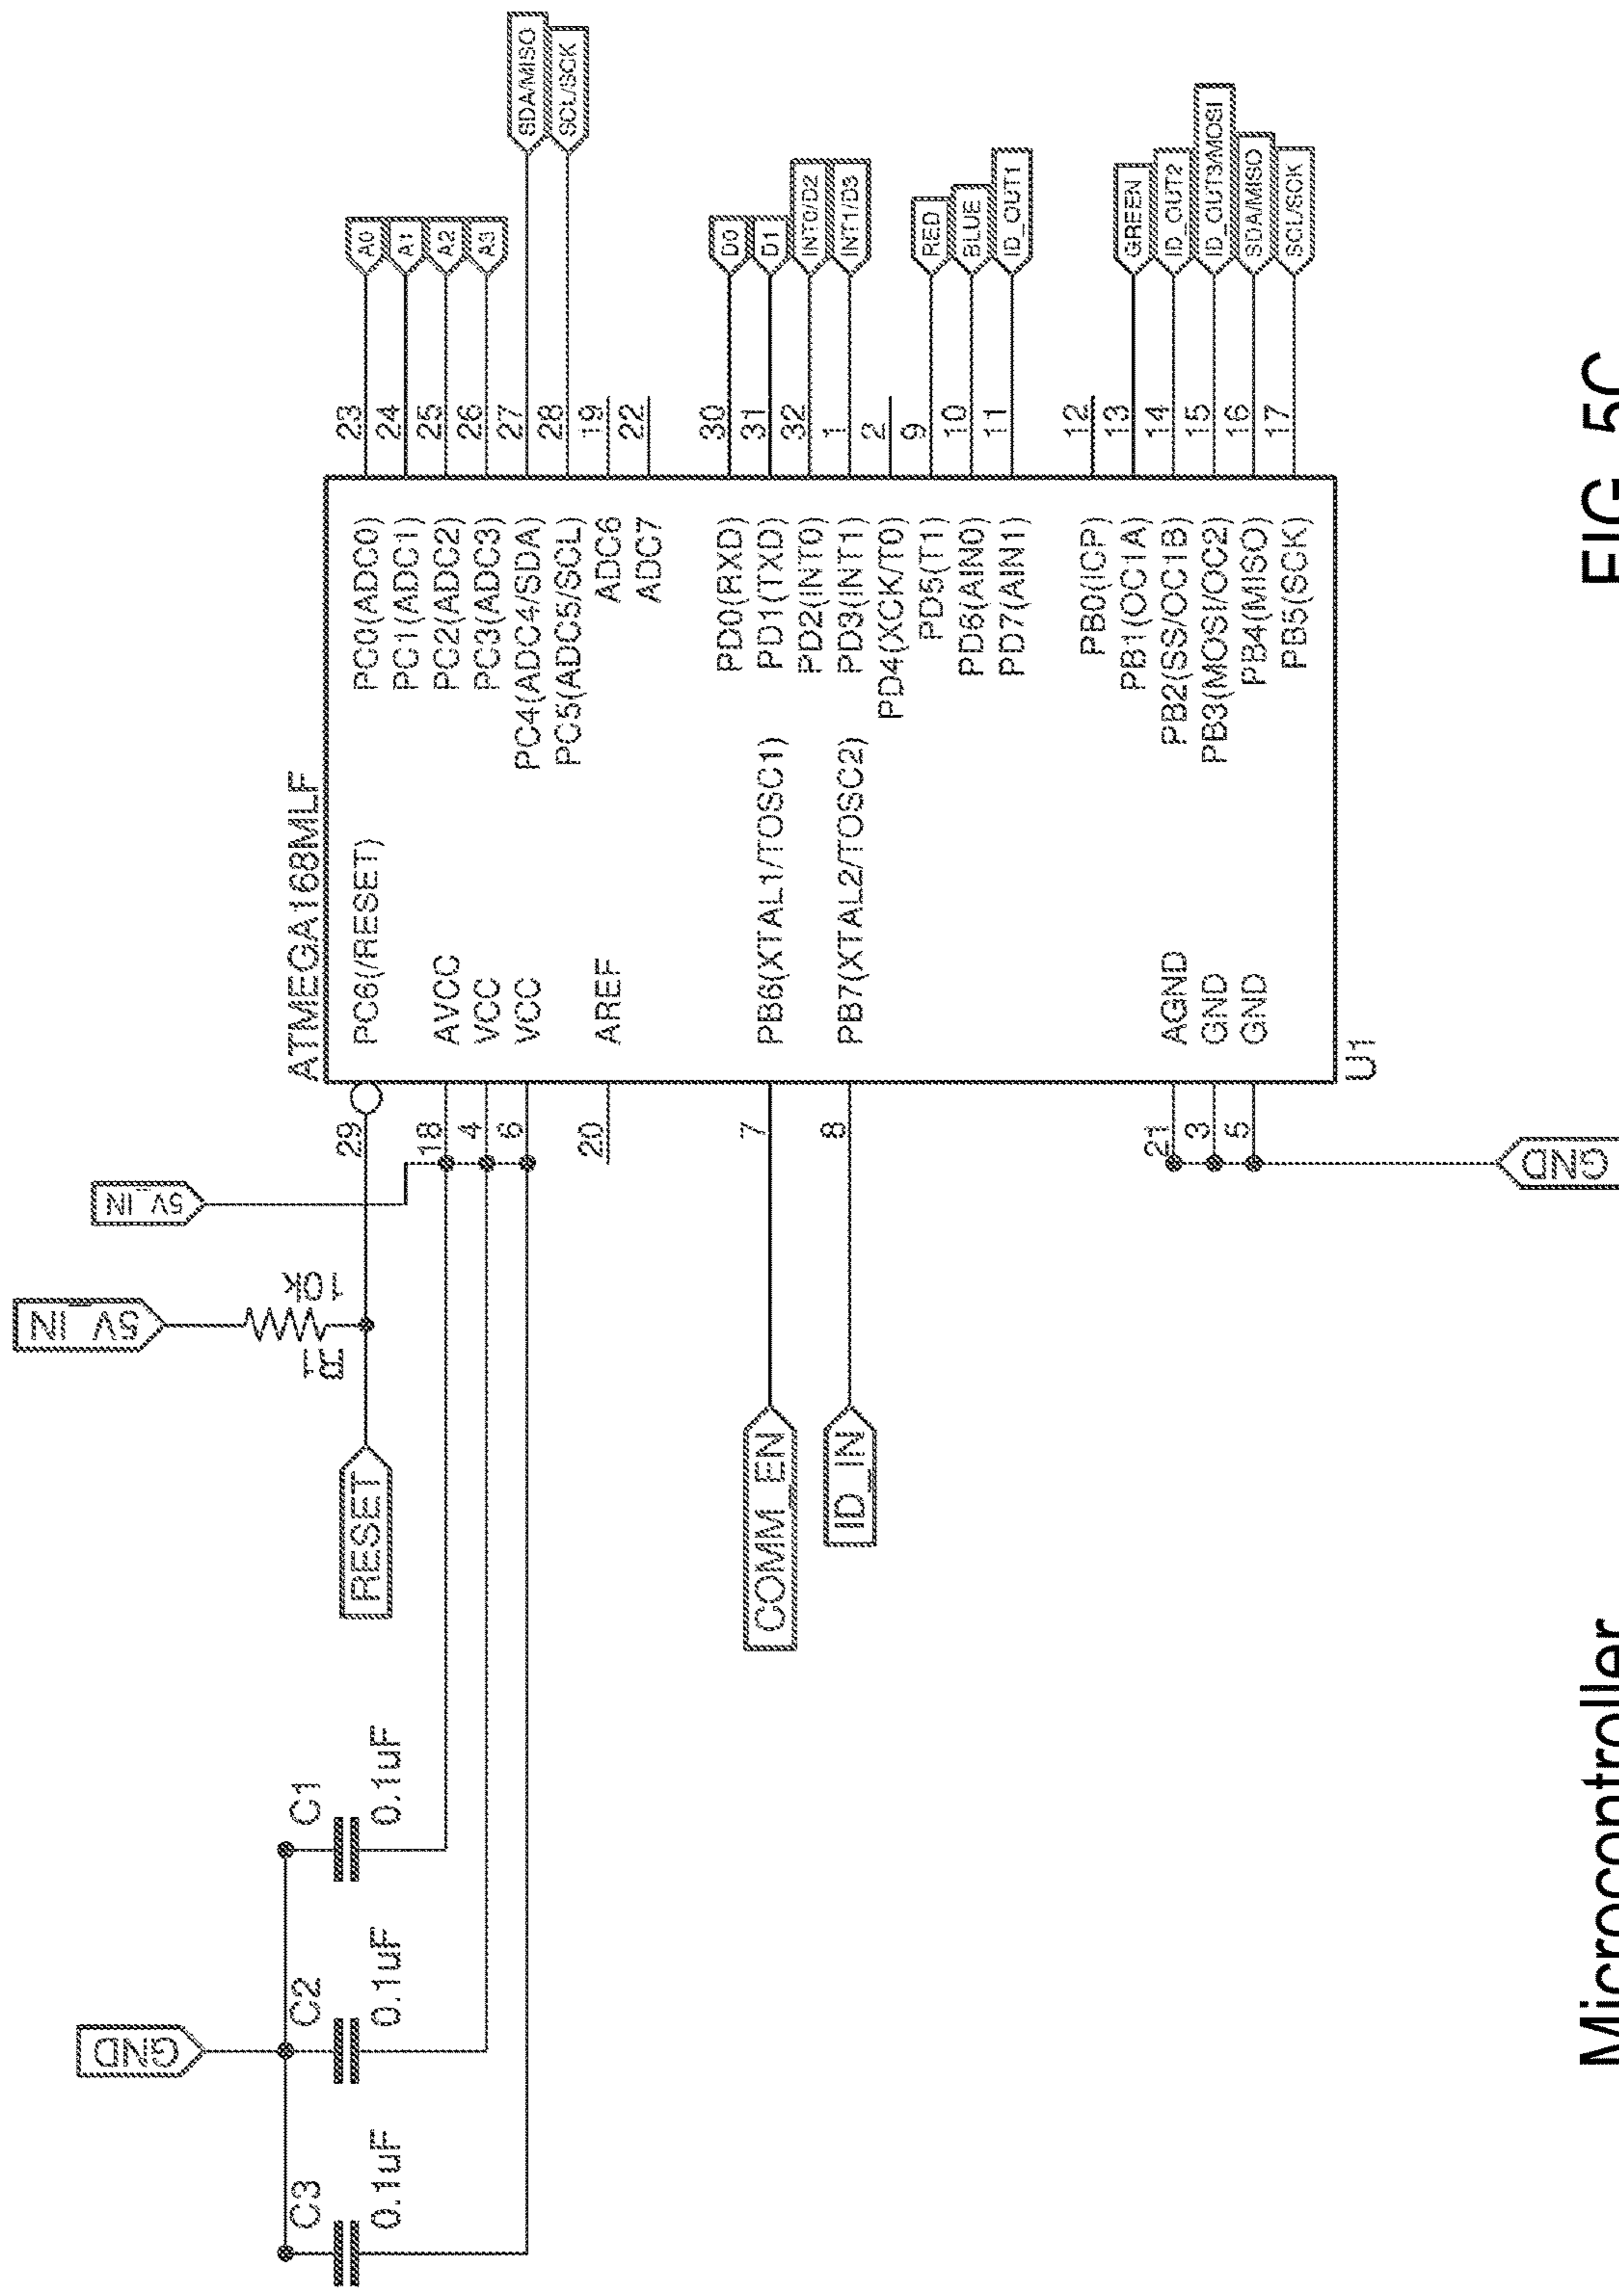 GND
C3
0.1uF
C2
0.1uF
C1
0.1uF
5V_IN
R1
10k
RESET
5V_IN
COMM_EN
ID_IN
GND
ATMEGA168MLF
29
PC6(/RESET)
18
AVCC
4
VCC
6
VCC
20
AREF
7
PB6(XTAL1/TOSC1)
8
PB7(XTAL2/TOSC2)
21
AGND
3
GND
5
GND
U1
PC0(ADC0) 23 A0
PC1(ADC1) 24 A1
PC2(ADC2) 25 A2
PC3(ADC3) 26 A3
PC4(ADC4/SDA) 27 SDA/MISO
PC5(ADC5/SCL) 28 SCL/SCK
ADC6 19
ADC7 22
PD0(RXD) 30 D0
PD1(TXD) 31 D1
PD2(INT0) 32 INT0/D2
PD3(INT1) 1 INT1/D3
PD4(XCK/T0) 2
PD5(T1) 9 RED
PD6(AIN0) 10 BLUE
PD7(AIN1) 11 ID_OUT1
PB0(ICP) 12
PB1(OC1A) 13 GREEN
PB2(SS/OC1B) 14 ID_OUT2
PB3(MOSI/OC2) 15 ID_OUT3/MOSI
PB4(MISO) 16 SDA/MISO
PB5(SCK) 17 SCL/SCK
Microcontroller
FIG. 5C